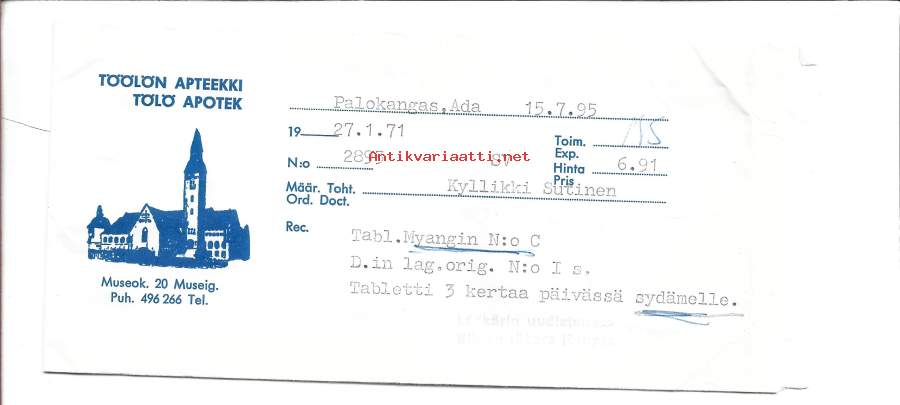 TÖÖLÖN APTEEKKI
TÖLÖ APOTEK
Museok. 20 Museig.
Puh. 496 266 Tel.
Palokangas,Ada 15.7.95
19 27.1.71
Toim.
Exp.
N:o 2895 SV
Hinta 6.91
Pris
Määr. Toht. Kyllikki Sutinen
Ord. Doct.
Rec.
Tabl.Myangin N:o C
D.in lag.orig. N:o I s.
Tabletti 3 kertaa päivässä sydämelle.
Antikvariaatti.net